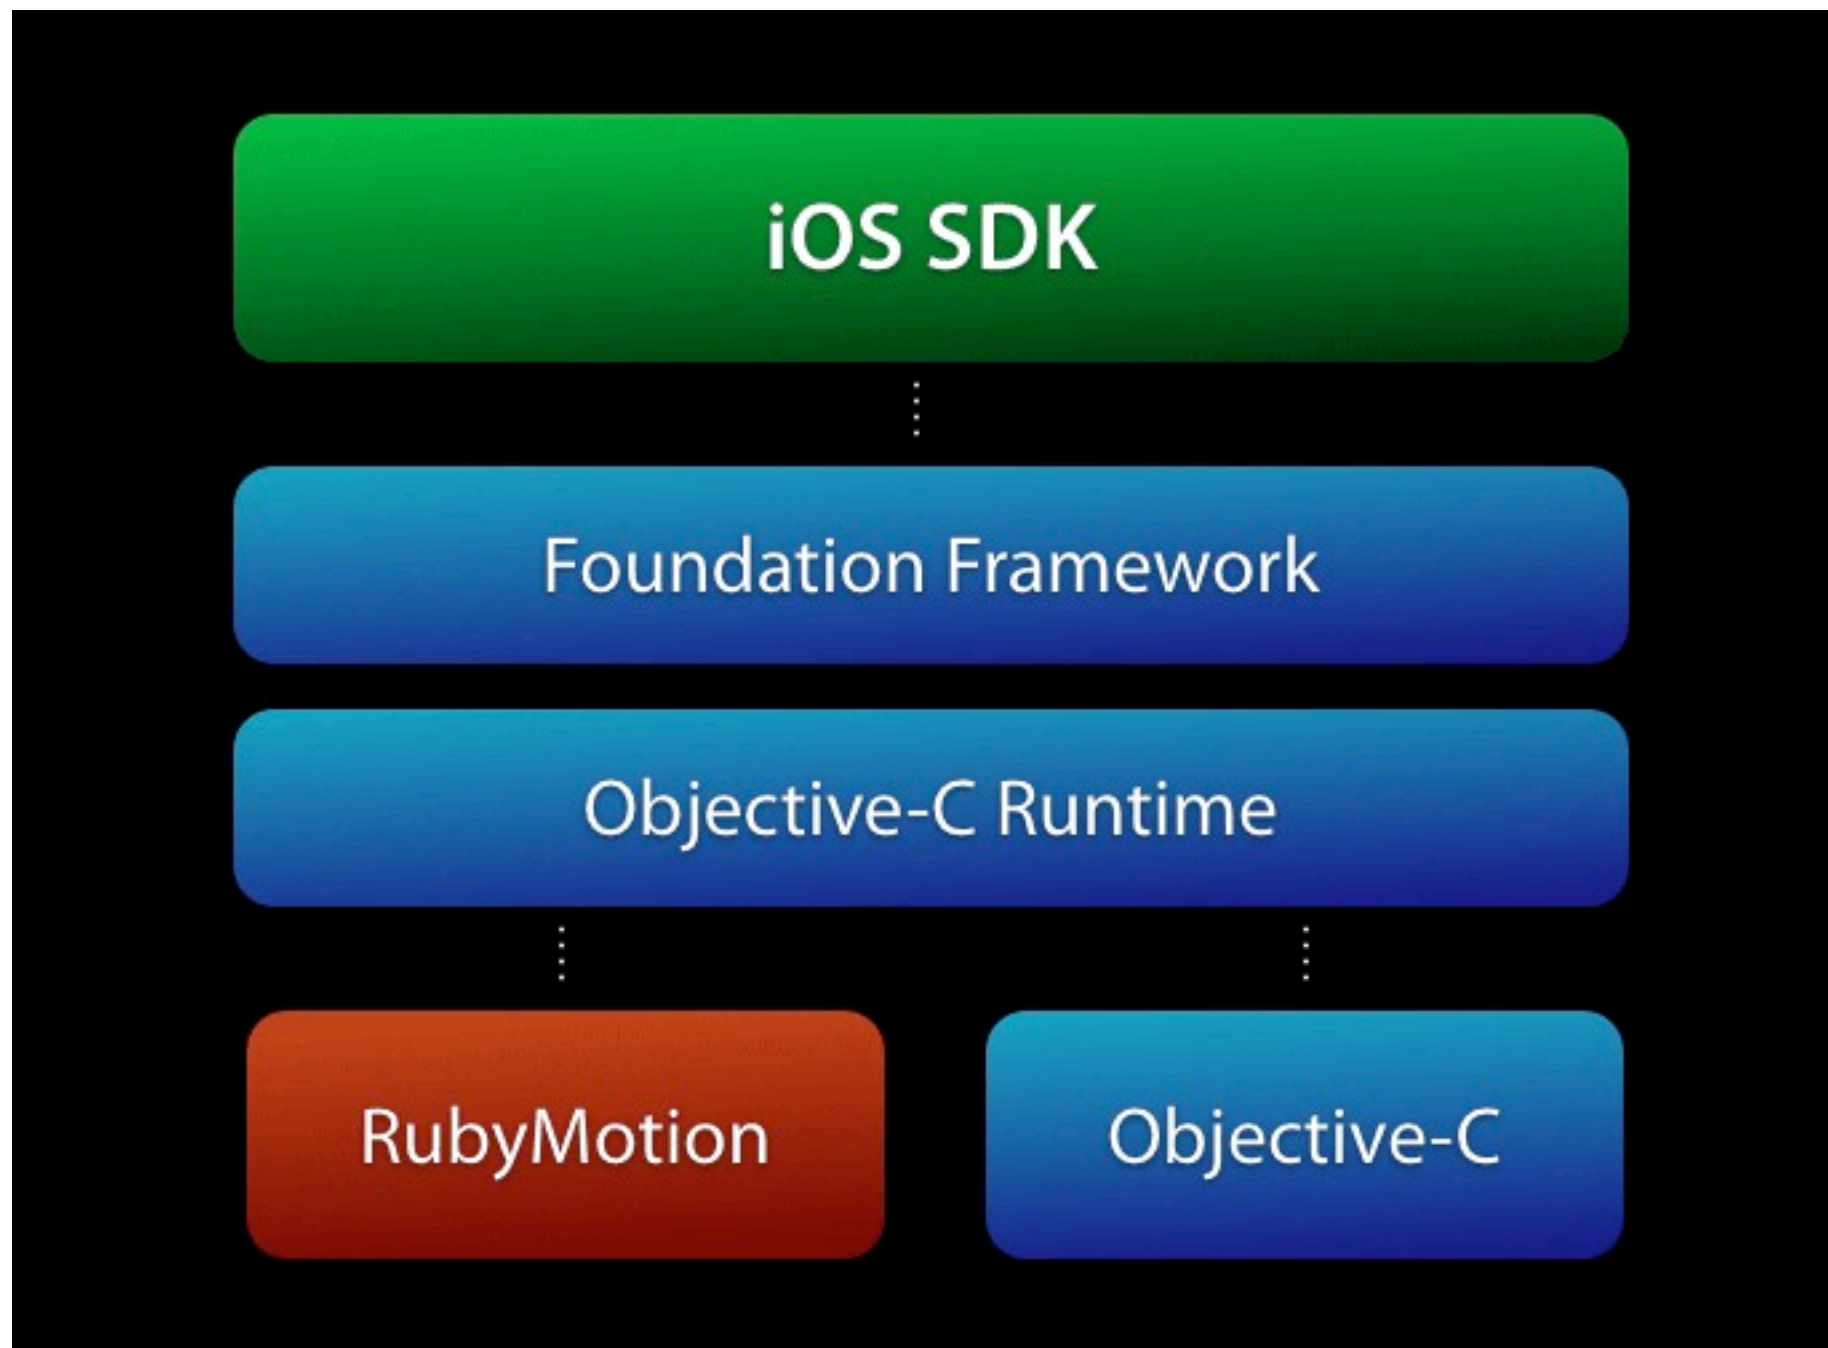 iOS SDK
Foundation Framework
Objective-C Runtime
RubyMotion
Objective-C